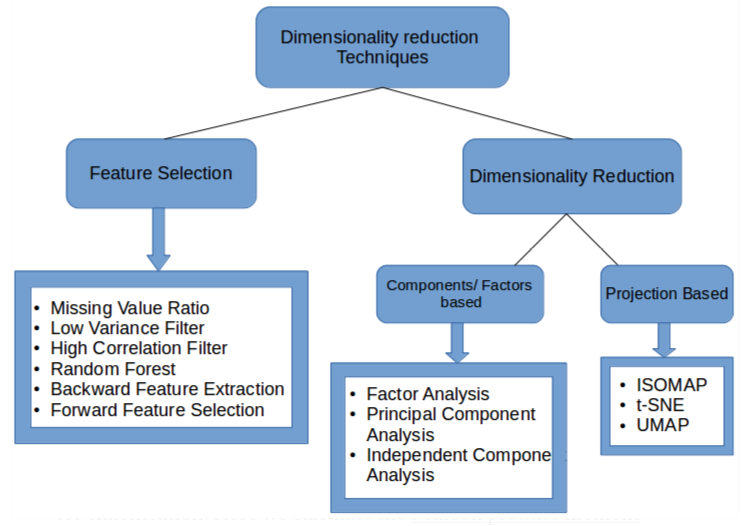 Dimensionality reduction
Techniques
Feature Selection
Dimensionality Reduction
Components/ Factors
based
Projection Based
• Missing Value Ratio
• Low Variance Filter
• High Correlation Filter
• Random Forest
• Backward Feature Extraction
• Forward Feature Selection
• Factor Analysis
• Principal Component
Analysis
• Independent Compone
Analysis
• ISOMAP
• t-SNE
• UMAP